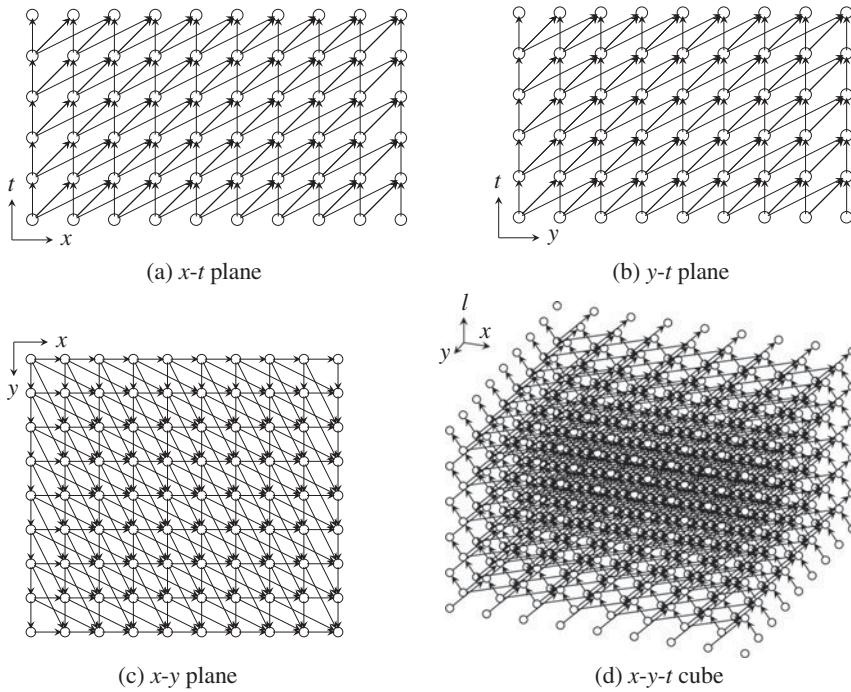 t
x
(a) x-t plane
t
y
(b) y-t plane
x
y
(c) x-y plane
l
x
y
(d) x-y-t cube